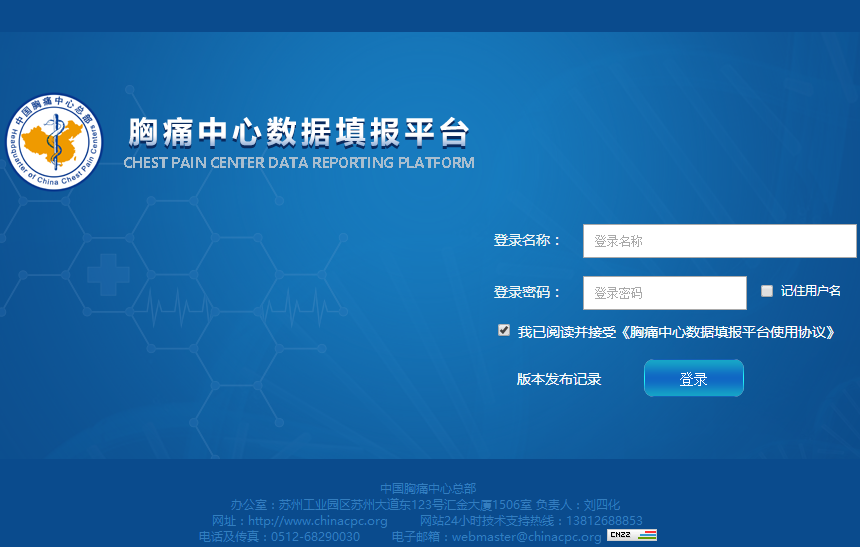 中国胸痛中心总部
Headquarter of China Chest Pain Centers
胸痛中心数据填报平台
CHEST PAIN CENTER DATA REPORTING PLATFORM
登录名称： 登录名称
登录密码： 登录密码 记住用户名
我已阅读并接受《胸痛中心数据填报平台使用协议》
版本发布记录 登录
中国胸痛中心总部
办公室：苏州工业园区苏州大道东123号汇金大厦1506室 负责人：刘四化
网址：http://www.chinacpc.org 网站24小时技术支持热线：13812688853
电话及传真：0512-68290030 电子邮箱：webmaster@chinacpc.org CNZZ